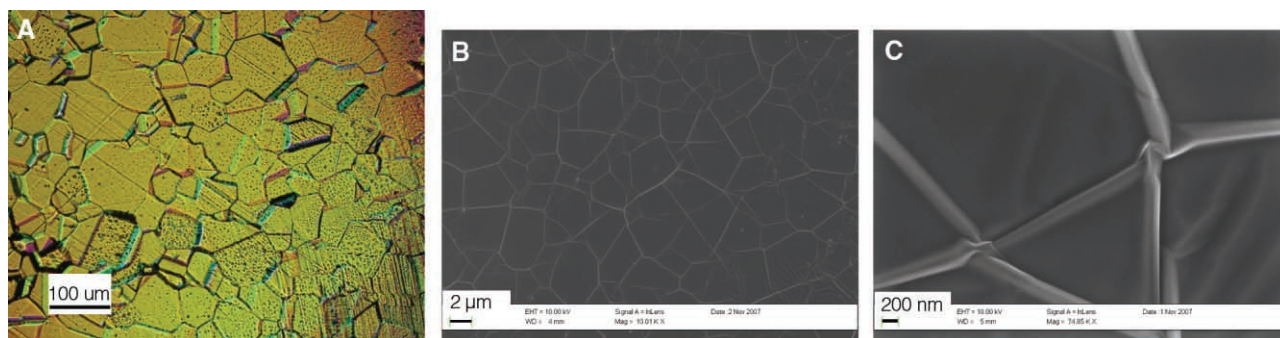 A
100 um
B
2 µm
EHT = 10.00 kV
WD = 4 mm
Signal A = InLens
Mag = 10.01 K X
Date :2 Nov 2007
C
200 nm
EHT = 10.00 kV
WD = 5 mm
Signal A = InLens
Mag = 74.85 K X
Date :1 Nov 2007